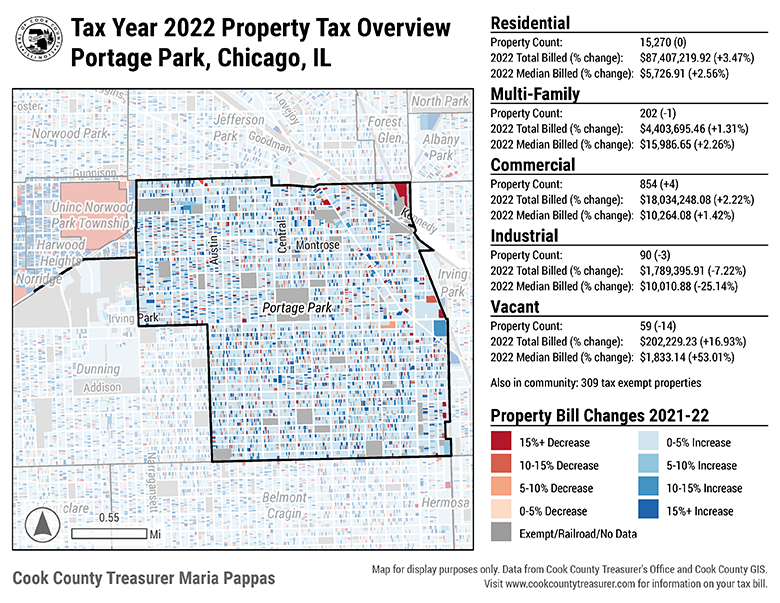 Tax Year 2022 Property Tax Overview
Portage Park, Chicago, IL
Residential
Property Count: 15,270 (0)
2022 Total Billed (% change): $87,407,219.92 (+3.47%)
2022 Median Billed (% change): $5,726.91 (+2.56%)
Multi-Family
Property Count: 202 (-1)
2022 Total Billed (% change): $4,403,695.46 (+1.31%)
2022 Median Billed (% change): $15,986.65 (+2.26%)
Commercial
Property Count: 854 (+4)
2022 Total Billed (% change): $18,034,248.08 (+2.22%)
2022 Median Billed (% change): $10,264.08 (+1.42%)
Industrial
Property Count: 90 (-3)
2022 Total Billed (% change): $1,789,395.91 (-7.22%)
2022 Median Billed (% change): $10,010.88 (-25.14%)
Vacant
Property Count: 59 (-14)
2022 Total Billed (% change): $202,229.23 (+16.93%)
2022 Median Billed (% change): $1,833.14 (+53.01%)
Also in community: 309 tax exempt properties
Property Bill Changes 2021-22
15%+ Decrease
10-15% Decrease
5-10% Decrease
0-5% Decrease
Exempt/Railroad/No Data
0-5% Increase
5-10% Increase
10-15% Increase
15%+ Increase
Foster
Lovejoy
North Park
Norwood Park
Jefferson
Park
Goodman
Forest
Glen
Albany
Park
Gunnison
Uninc Norwood
Park Township
Kennedy
Harwood
Heights
Norridge
Austin
Central
Montrose
Irving
Park
Irving Park
Portage Park
Dunning
Addison
Narragansett
Belmont
Cragin
Hermosa
clare
0.55
Mi
Cook County Treasurer Maria Pappas
Map for display purposes only. Data from Cook County Treasurer's Office and Cook County GIS.
Visit www.cookcountytreasurer.com for information on your tax bill.